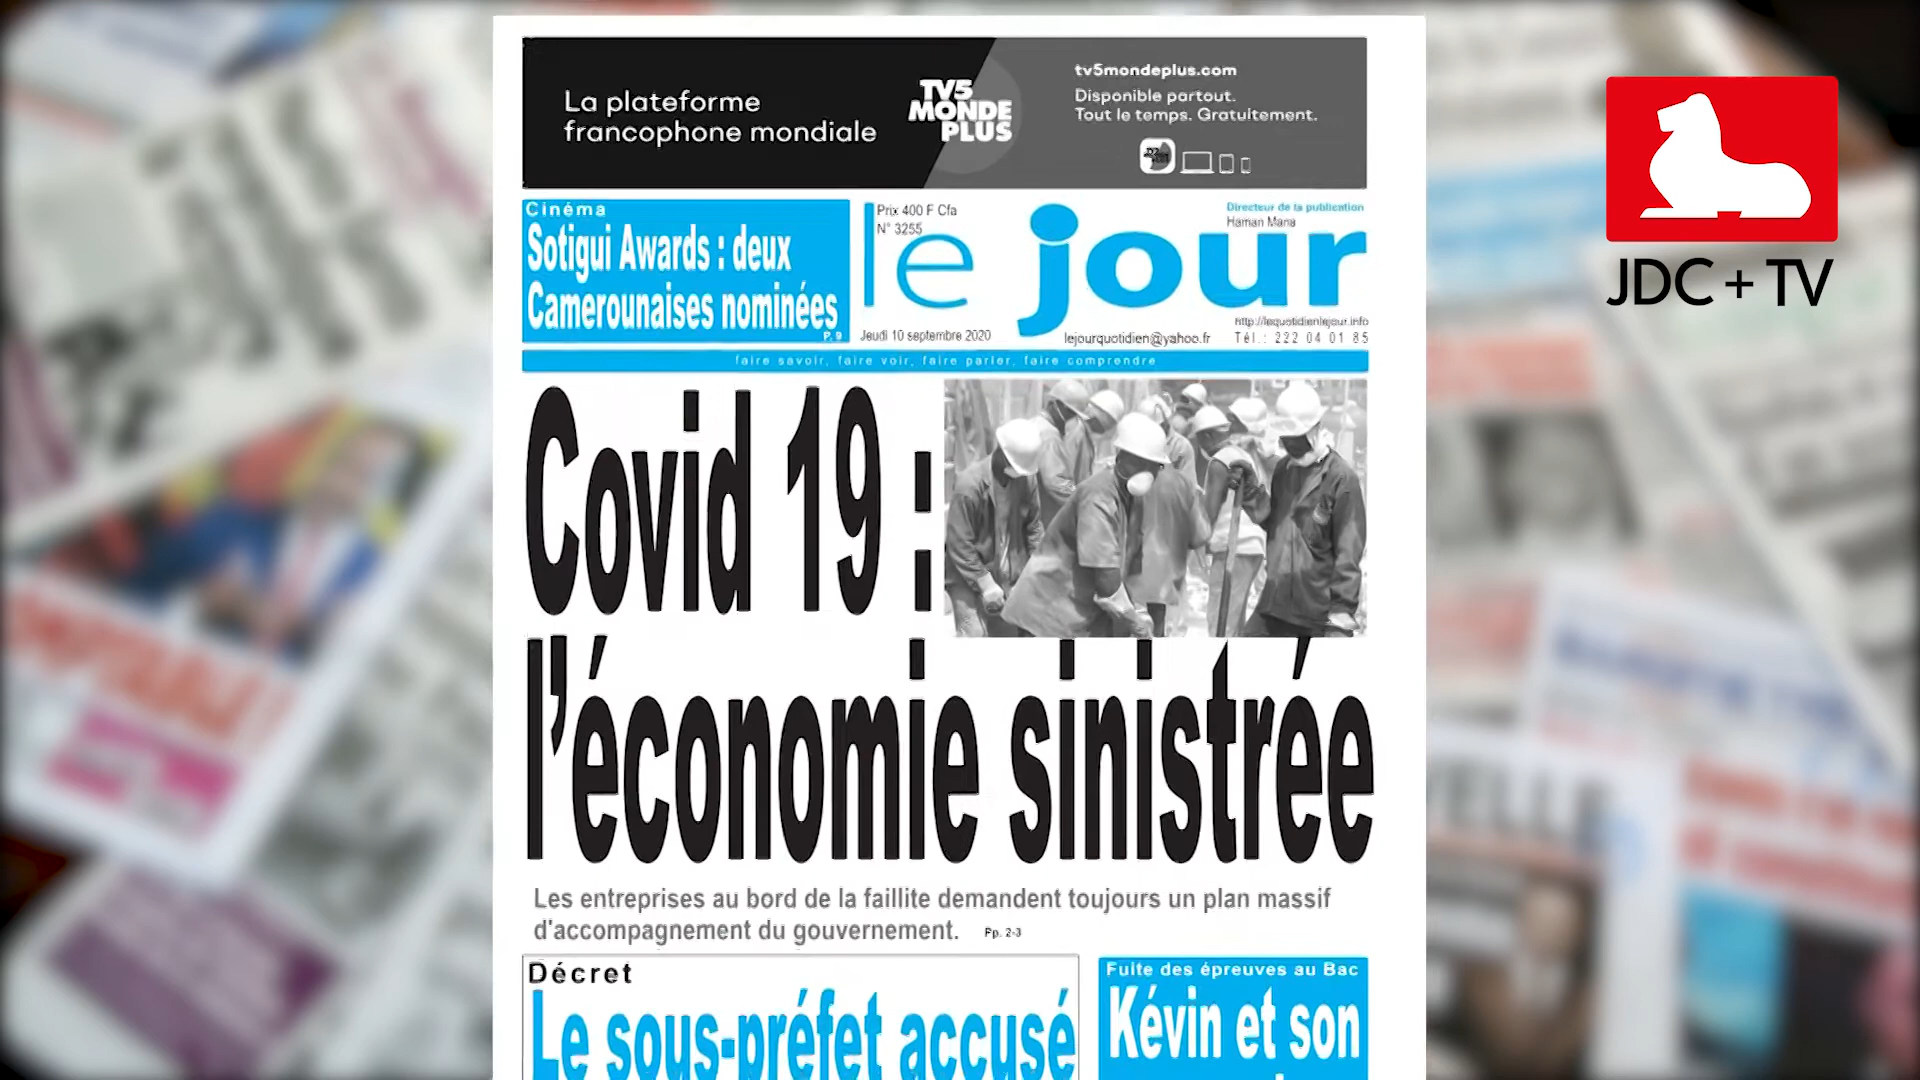 La plateforme
francophone mondiale
TV5
MONDE
PLUS
tv5mondeplus.com
Disponible partout.
Tout le temps. Gratuitement.
Cinéma
Sotigui Awards : deux
Camerounaises nominées
P. 9
Prix 400 F Cfa
N° 3255
le jour
Directeur de la publication
Haman Mana
Jeudi 10 septembre 2020
lejourquotidien@yahoo.fr
http://lequotidienlejour.info
Tél.: 222 04 01 85
faire savoir, faire voir, faire parler, faire comprendre
Covid 19 :
l'économie sinistrée
Les entreprises au bord de la faillite demandent toujours un plan massif
d'accompagnement du gouvernement. Pp. 2-3
Décret
Le sous-préfet accusé
Fuite des épreuves au Bac
Kévin et son
JDC + TV